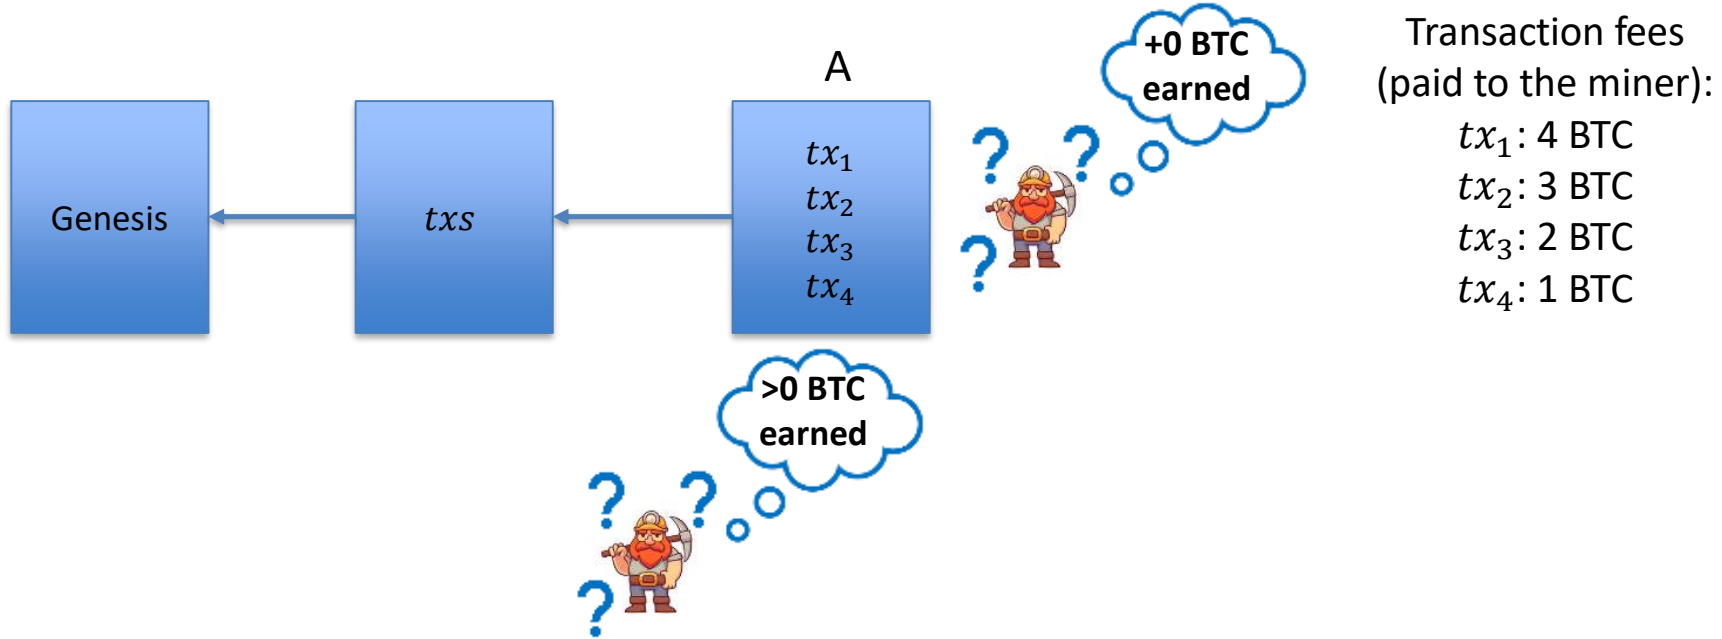 A
+0 BTC
earned
Transaction fees
(paid to the miner):
tx₁: 4 BTC
tx₂: 3 BTC
tx₃: 2 BTC
tx₄: 1 BTC
Genesis
txs
tx₁
tx₂
tx₃
tx₄
?
?
?
>0 BTC
earned
?
?
?